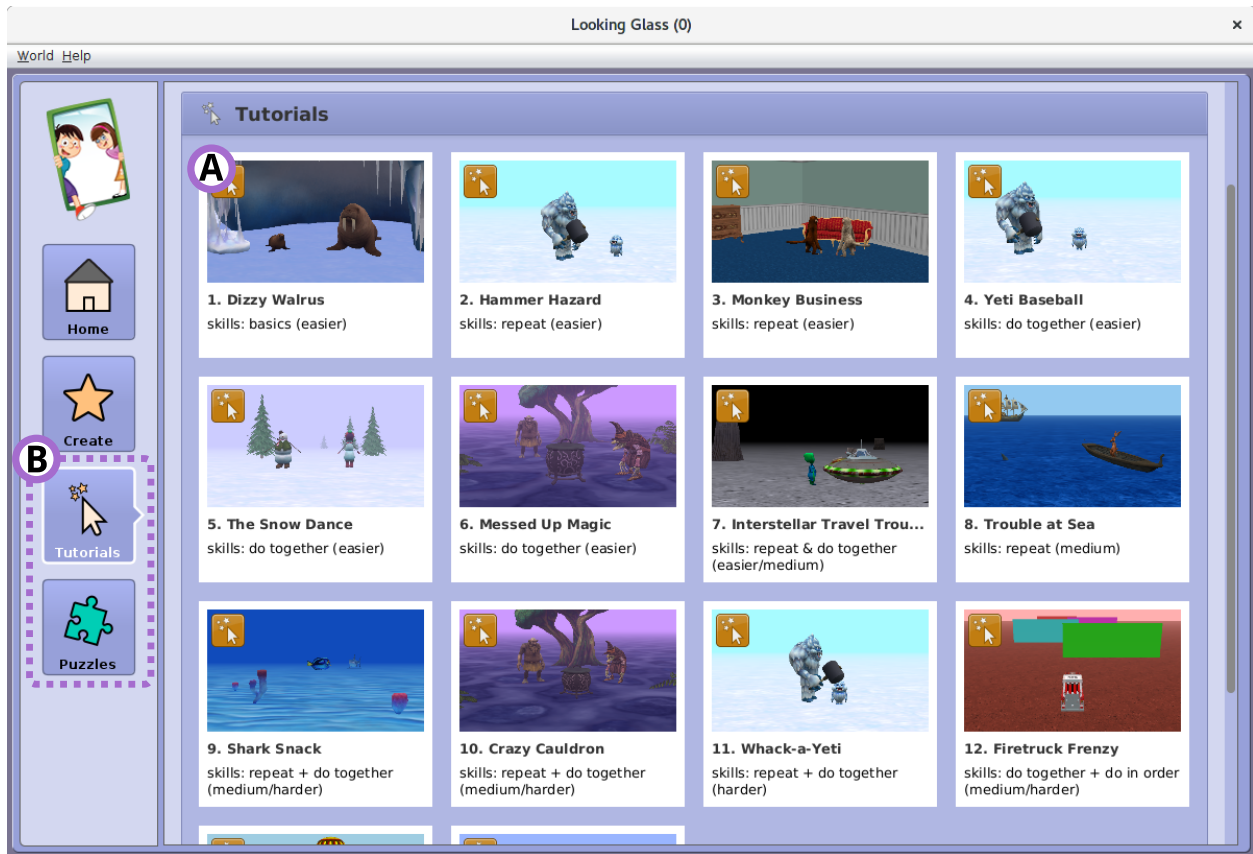 Looking Glass (0)
×
World Help
Tutorials
A
1. Dizzy Walrus
skills: basics (easier)
2. Hammer Hazard
skills: repeat (easier)
3. Monkey Business
skills: repeat (easier)
4. Yeti Baseball
skills: do together (easier)
Home
Create
B
Tutorials
Puzzles
5. The Snow Dance
skills: do together (easier)
6. Messed Up Magic
skills: do together (easier)
7. Interstellar Travel Trou...
skills: repeat & do together
(easier/medium)
8. Trouble at Sea
skills: repeat (medium)
9. Shark Snack
skills: repeat + do together
(medium/harder)
10. Crazy Cauldron
skills: repeat + do together
(medium/harder)
11. Whack-a-Yeti
skills: repeat + do together
(harder)
12. Firetruck Frenzy
skills: do together + do in order
(medium/harder)